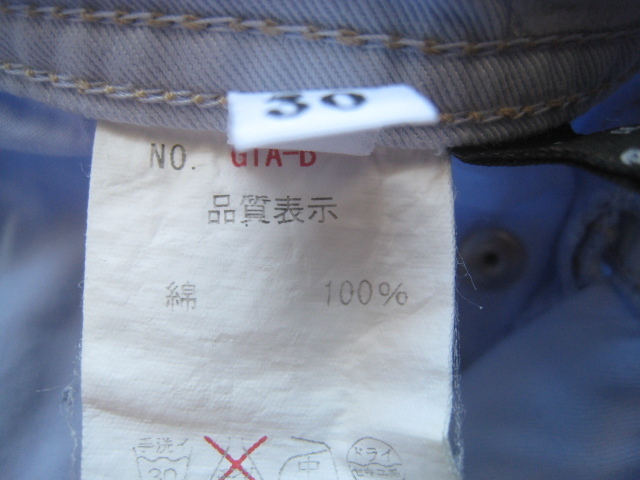 30
NO. GTA-B
品質表示
綿 100%
手洗イ 中 ドライ
30